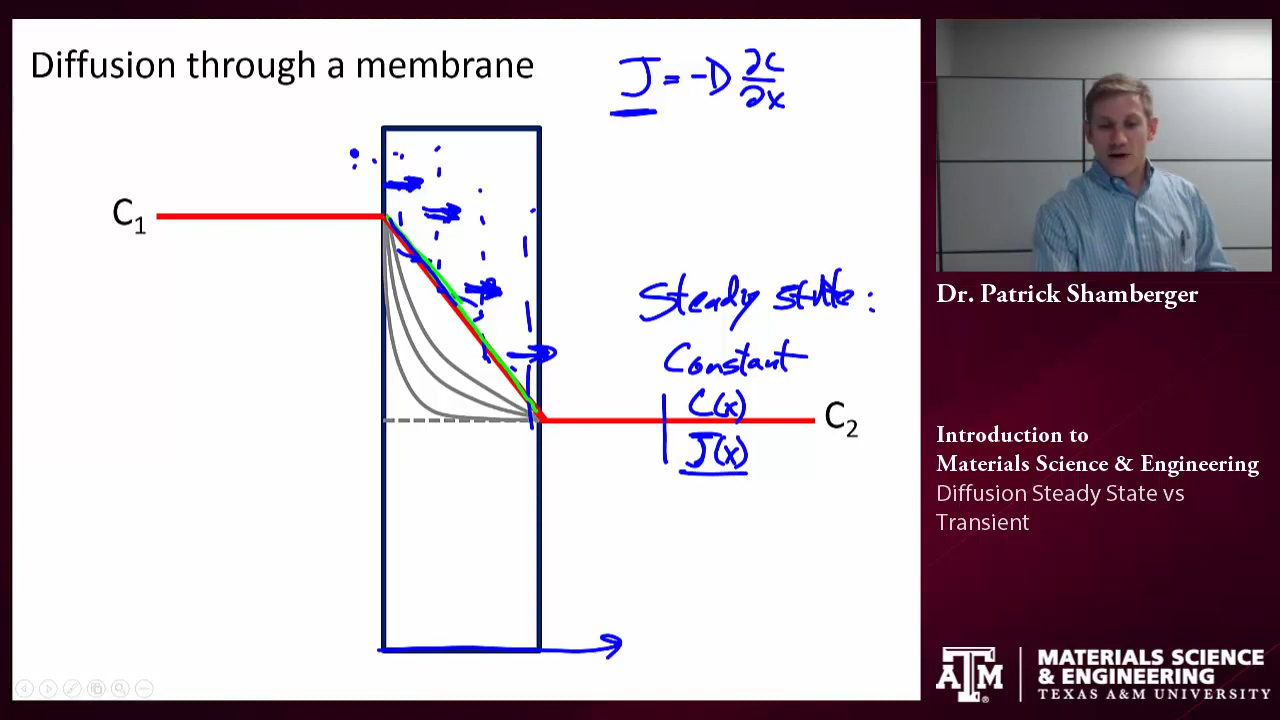 Diffusion through a membrane
J = -D ∂C/∂x
C1
Steady state:
Constant
C(x)
J(x)
C2
Dr. Patrick Shamberger
Introduction to
Materials Science & Engineering
Diffusion Steady State vs
Transient
ATM
MATERIALS SCIENCE
& ENGINEERING
TEXAS A&M UNIVERSITY